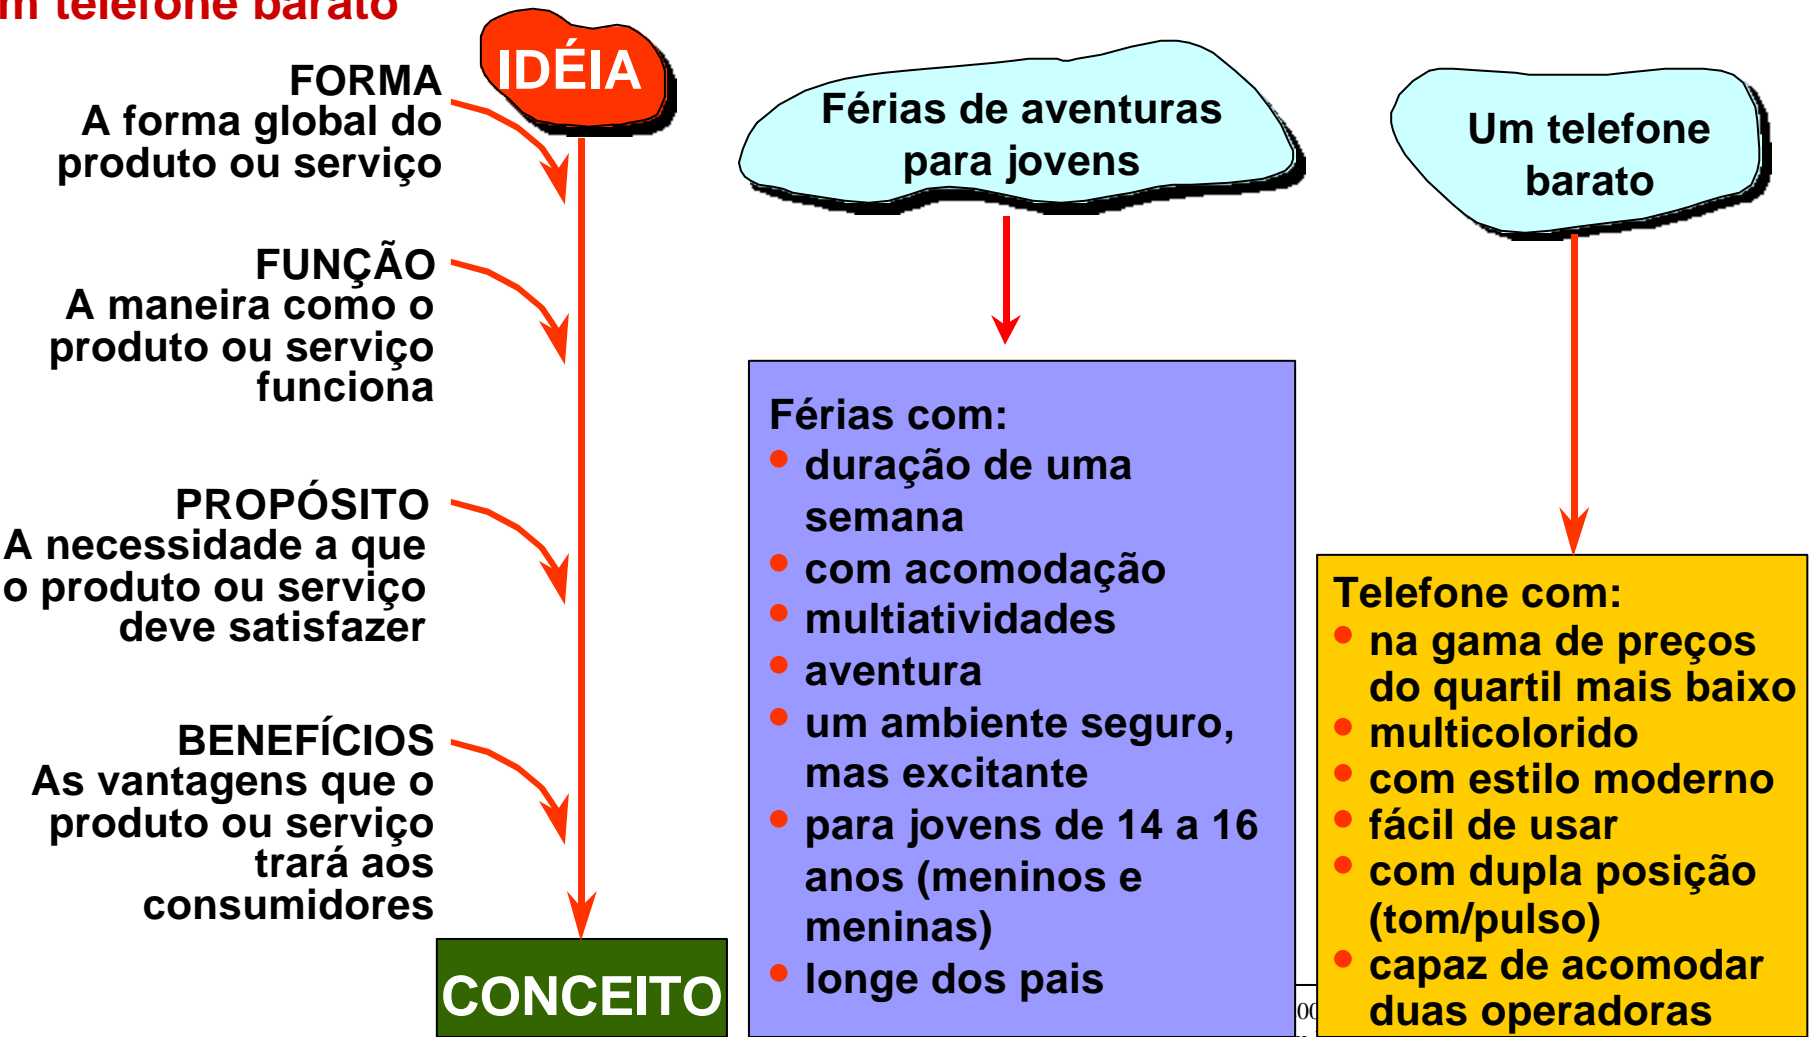 m telefone barato
IDÉIA
FORMA
A forma global do
produto ou serviço
FUNÇÃO
A maneira como o
produto ou serviço
funciona
PROPÓSITO
A necessidade a que
o produto ou serviço
deve satisfazer
BENEFÍCIOS
As vantagens que o
produto ou serviço
trará aos
consumidores
CONCEITO
Férias de aventuras
para jovens
Férias com:
• duração de uma
semana
• com acomodação
• multiatividades
• aventura
• um ambiente seguro,
mas excitante
• para jovens de 14 a 16
anos (meninos e
meninas)
• longe dos pais
Um telefone
barato
Telefone com:
• na gama de preços
do quartil mais baixo
• multicolorido
• com estilo moderno
• fácil de usar
• com dupla posição
(tom/pulso)
• capaz de acomodar
duas operadoras